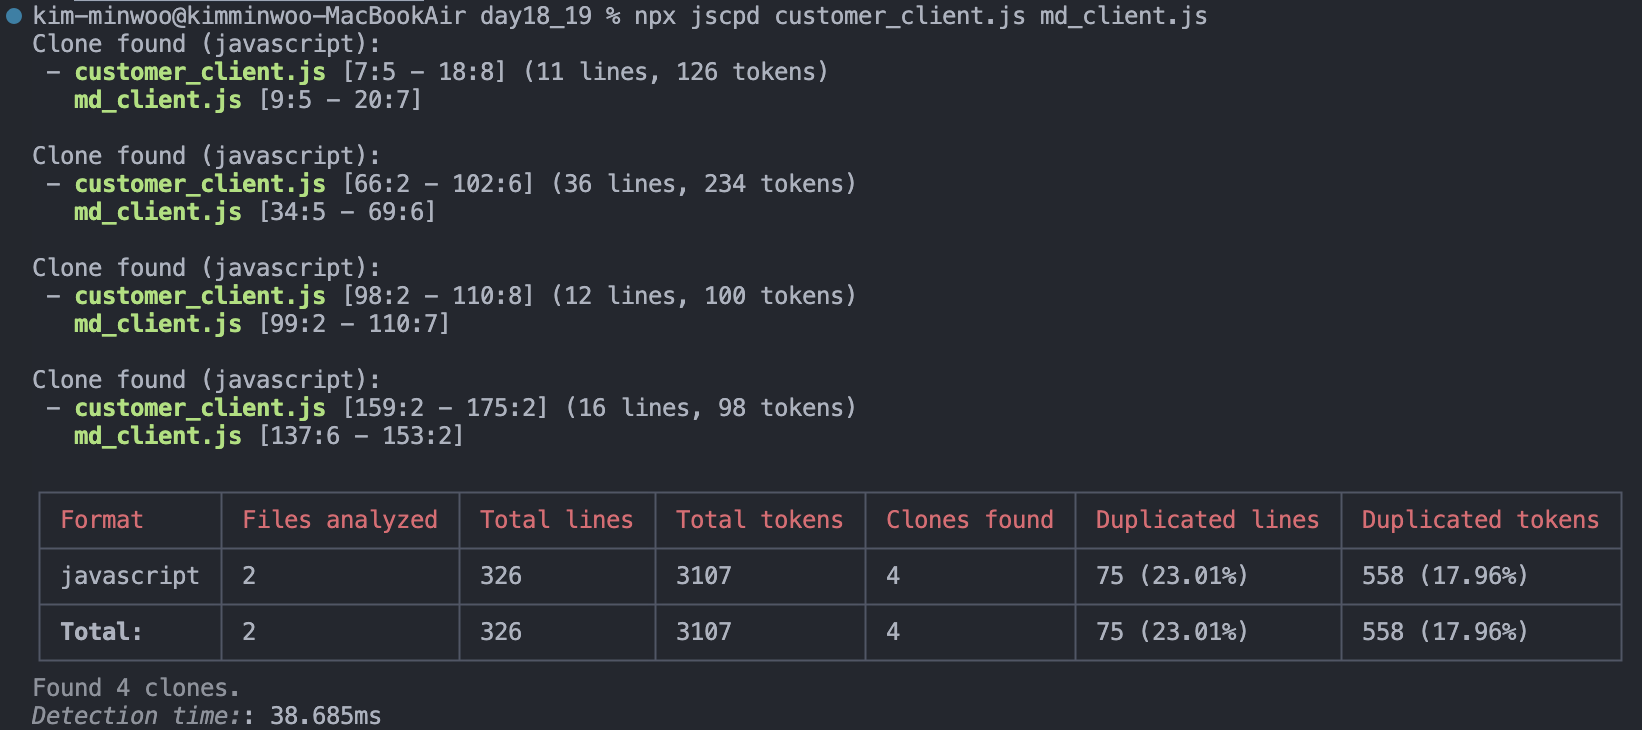 kim-minwoo@kimminwoo-MacBookAir day18_19 % npx jscpd customer_client.js md_client.js
Clone found (javascript):
 - customer_client.js [7:5 - 18:8] (11 lines, 126 tokens)
   md_client.js [9:5 - 20:7]

Clone found (javascript):
 - customer_client.js [66:2 - 102:6] (36 lines, 234 tokens)
   md_client.js [34:5 - 69:6]

Clone found (javascript):
 - customer_client.js [98:2 - 110:8] (12 lines, 100 tokens)
   md_client.js [99:2 - 110:7]

Clone found (javascript):
 - customer_client.js [159:2 - 175:2] (16 lines, 98 tokens)
   md_client.js [137:6 - 153:2]

Format Files analyzed Total lines Total tokens Clones found Duplicated lines Duplicated tokens
javascript 2 326 3107 4 75 (23.01%) 558 (17.96%)
Total: 2 326 3107 4 75 (23.01%) 558 (17.96%)
Found 4 clones.
Detection time:: 38.685ms